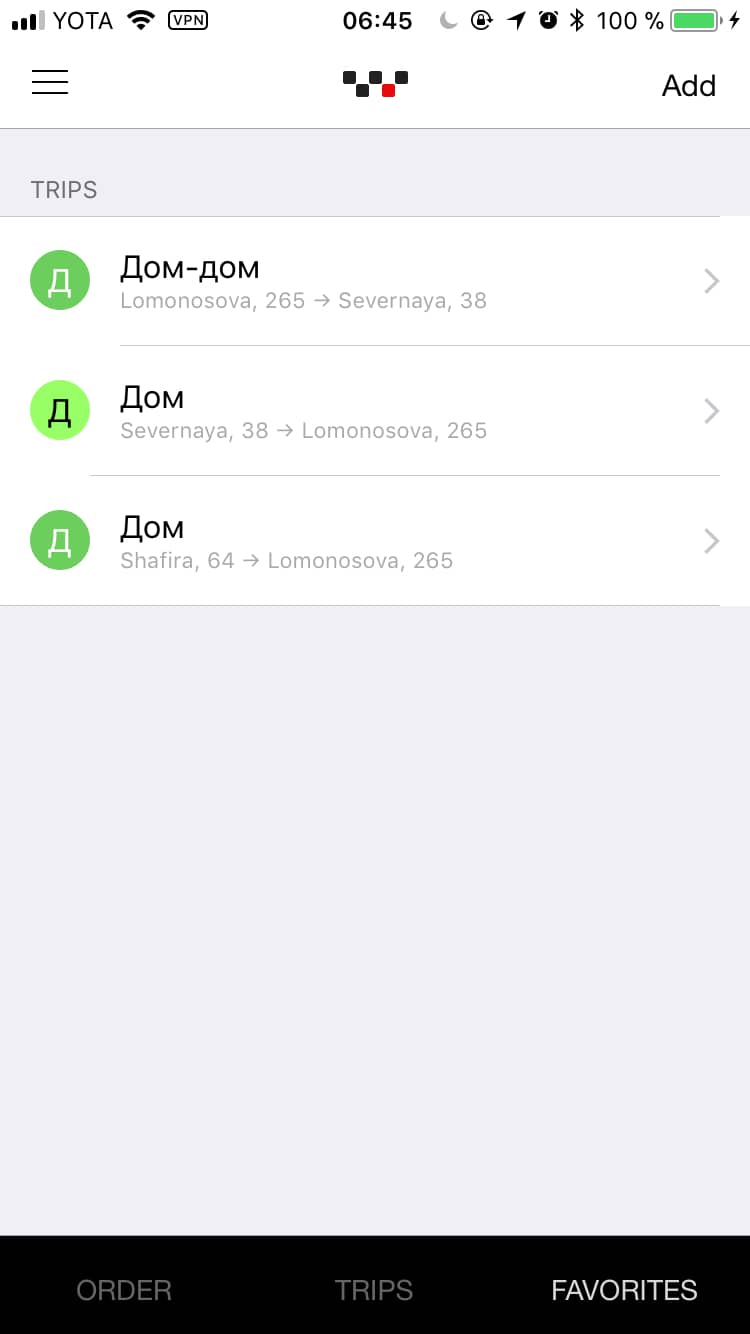 YOTA VPN 06:45 100 %
Add
TRIPS
Д Дом-дом
Lomonosova, 265 → Severnaya, 38
Д Дом
Severnaya, 38 → Lomonosova, 265
Д Дом
Shafira, 64 → Lomonosova, 265
ORDER TRIPS FAVORITES